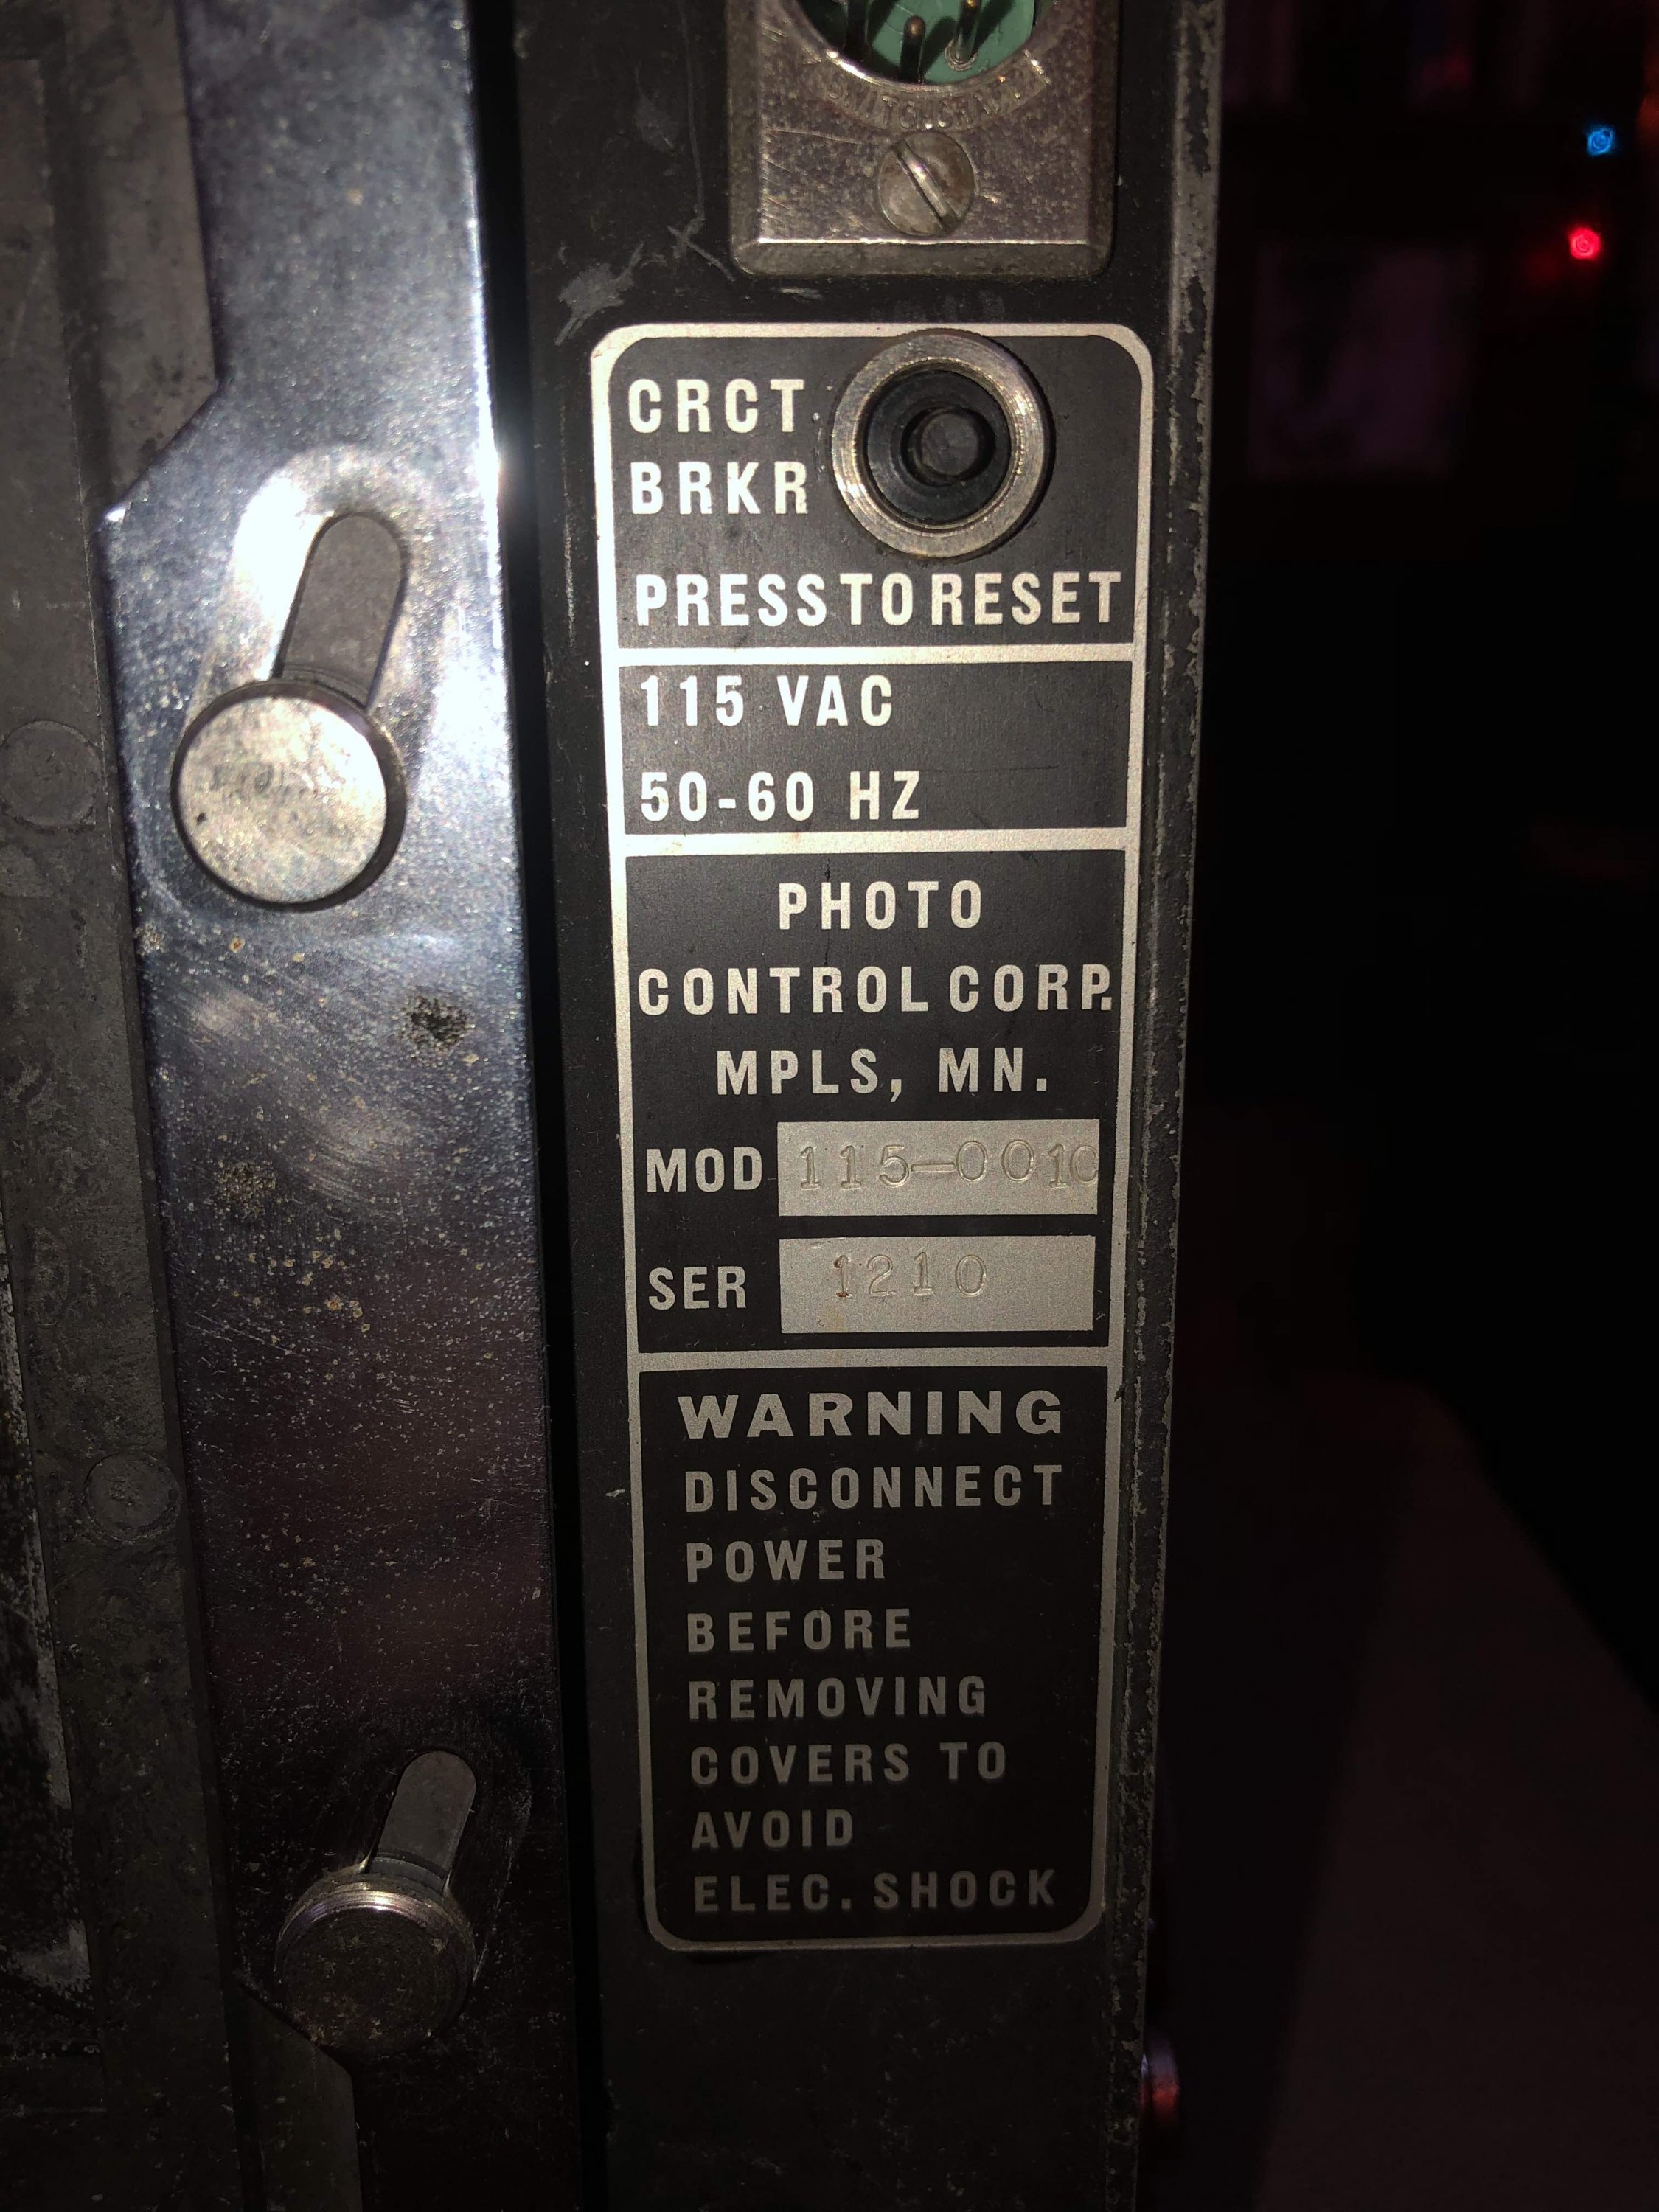 SWITCHCRAFT
CRCT
BRKR
PRESS TO RESET
115 VAC
50-60 HZ
PHOTO
CONTROL CORP.
MPLS, MN.
MOD 115-0010
SER 1210
WARNING
DISCONNECT
POWER
BEFORE
REMOVING
COVERS TO
AVOID
ELEC. SHOCK